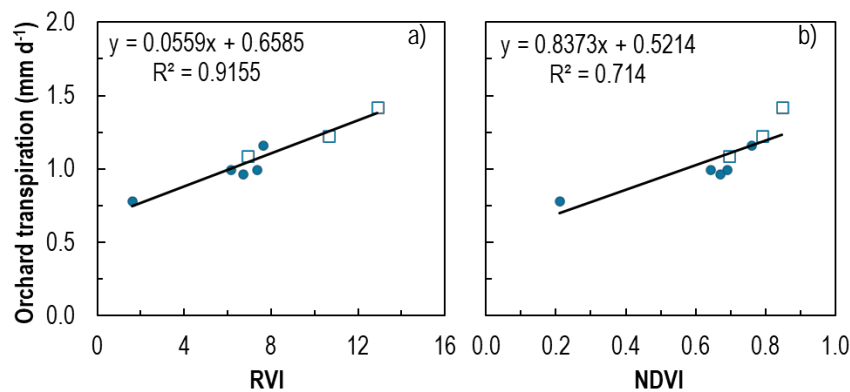 y = 0.0559x + 0.6585
R² = 0.9155
a)
y = 0.8373x + 0.5214
R² = 0.714
b)
Orchard transpiration (mm d⁻¹)
2.0
1.5
1.0
0.5
0.0
0 4 8 12 16
RVI
0.0 0.2 0.4 0.6 0.8 1.0
NDVI